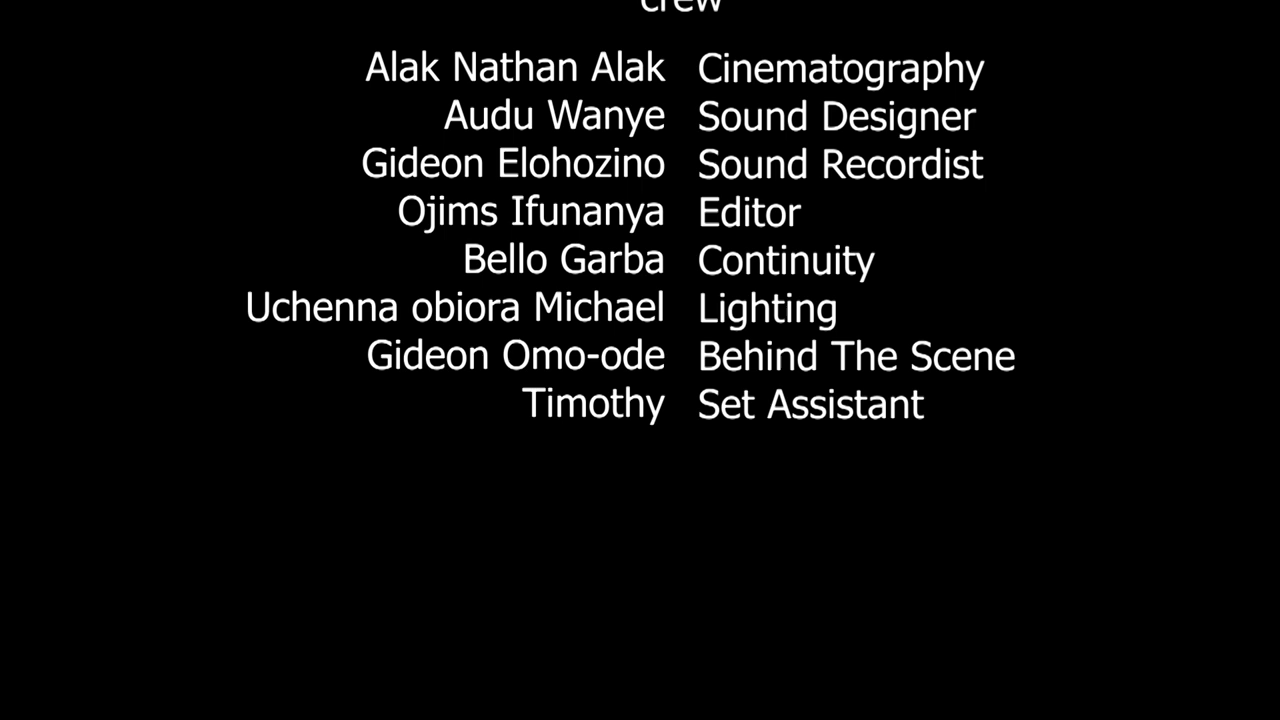 crew
Alak Nathan Alak Cinematography
Audu Wanye Sound Designer
Gideon Elohozino Sound Recordist
Ojims Ifunanya Editor
Bello Garba Continuity
Uchenna obiora Michael Lighting
Gideon Omo-ode Behind The Scene
Timothy Set Assistant